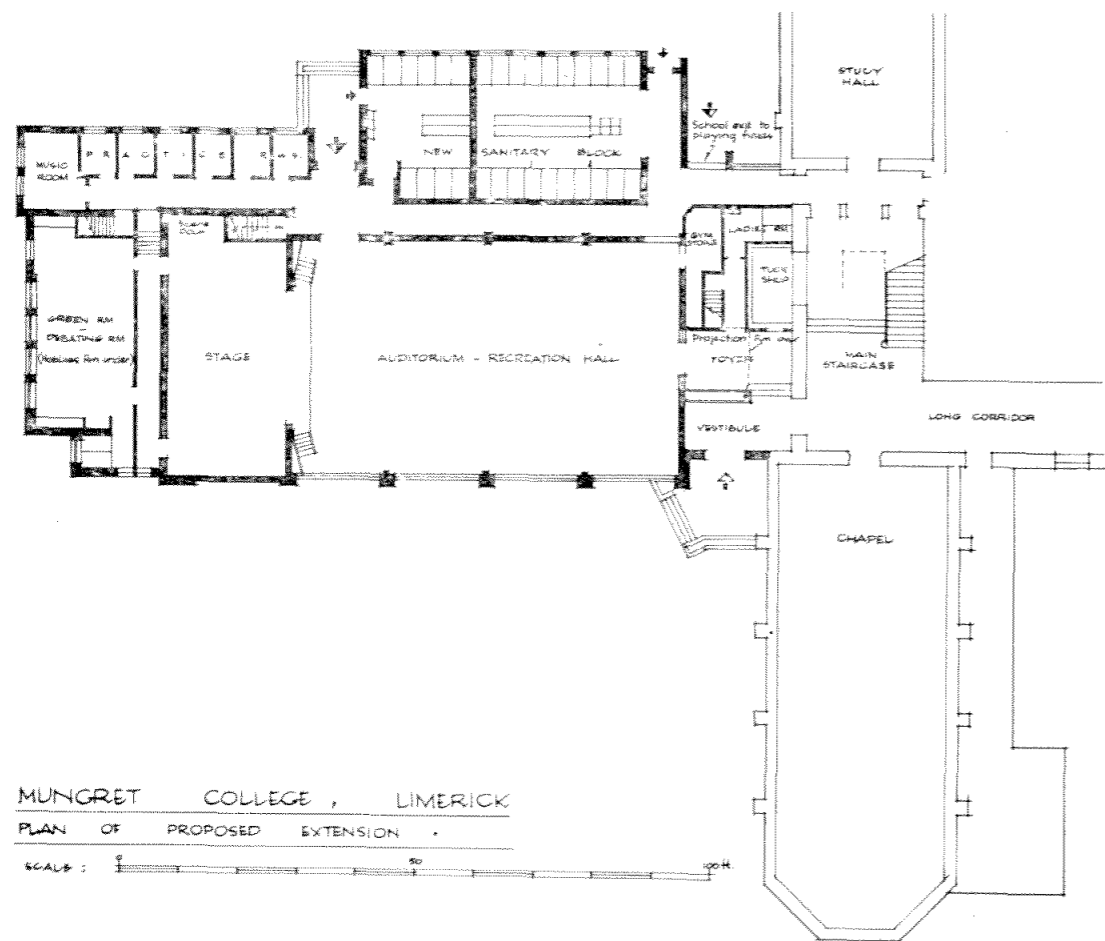 STUDY
HALL
School exit to
playing fields
MUSIC
ROOM
PRACTICE RMS.
NEW SANITARY BLOCK
GYM
STORE
LADIES RM
TUCK
SHOP
GREEN RM
DEBATING RM
STAGE
AUDITORIUM - RECREATION HALL
Projection Rm over
FOYER
MAIN
STAIRCASE
VESTIBULE
LONG CORRIDOR
CHAPEL
MUNGRET COLLEGE, LIMERICK
PLAN OF PROPOSED EXTENSION.
SCALE: 0 50 100 ft.